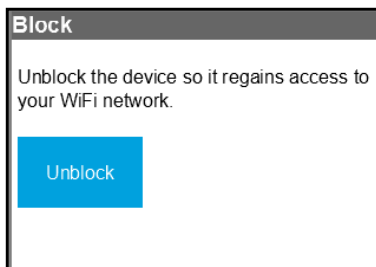 Block
Unblock the device so it regains access to
your WiFi network.
Unblock